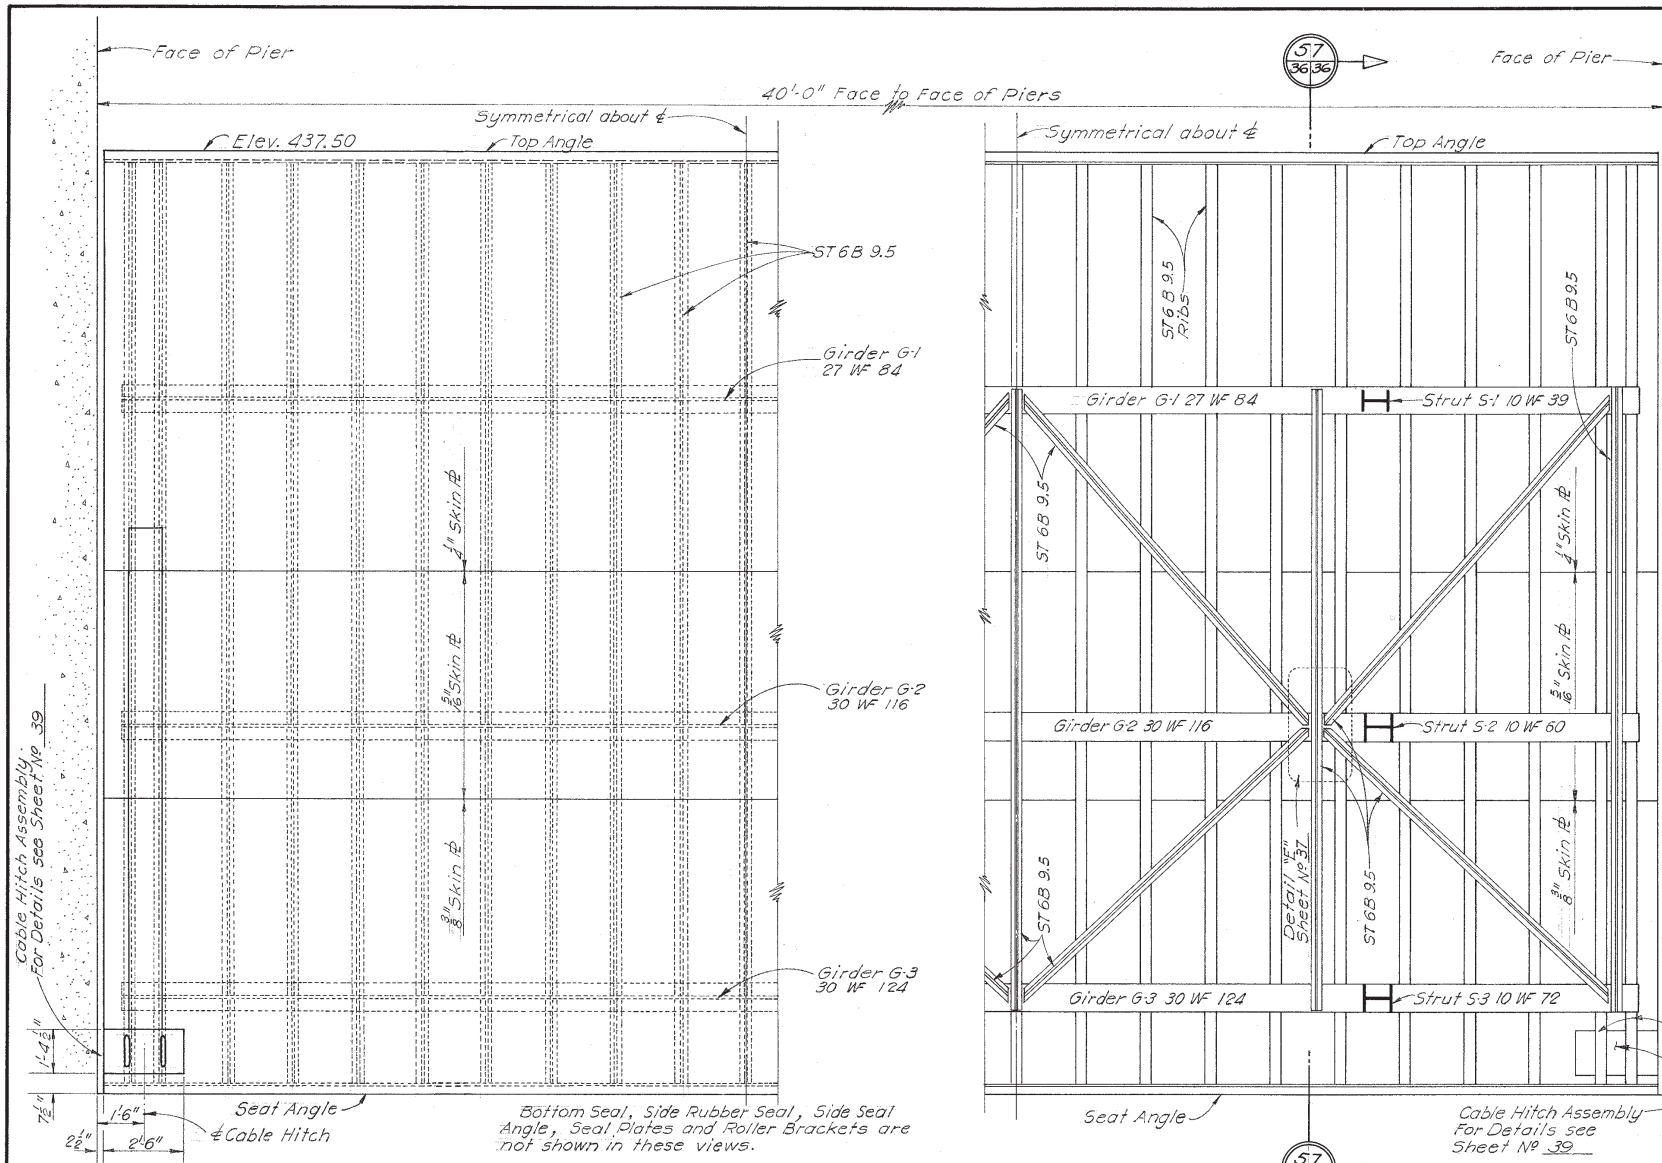 Face of Pier
57
36 36
Face of Pier
40'-0" Face to Face of Piers
Symmetrical about ℄
Symmetrical about ℄
Elev. 437.50
Top Angle
Top Angle
ST 6B 9.5
ST 6 B 9.5
Ribs
ST 6 B 9.5
Girder G-1
27 WF 84
Girder G-1 27 WF 84
Strut S-1 10 WF 39
1/4" Skin ⅊
ST 6B 9.5
1/4" Skin ⅊
5/16" Skin ⅊
5/16" Skin ⅊
Girder G-2
30 WF 116
Girder G-2 30 WF 116
Strut S-2 10 WF 60
Cable Hitch Assembly
For Details see Sheet Nº 39
3/8" Skin ⅊
ST 6B 9.5
Detail "E"
Sheet Nº 37
ST 6B 9.5
3/8" Skin ⅊
Girder G-3
30 WF 124
Girder G-3 30 WF 124
Strut S-3 10 WF 72
1'-4 1/2"
7 1/2"
1'-6"
2 1/2"
2'-6"
℄ Cable Hitch
Seat Angle
Bottom Seal, Side Rubber Seal, Side Seal
Angle, Seal Plates and Roller Brackets are
not shown in these views.
Seat Angle
Cable Hitch Assembly
For Details see
Sheet Nº 39
57